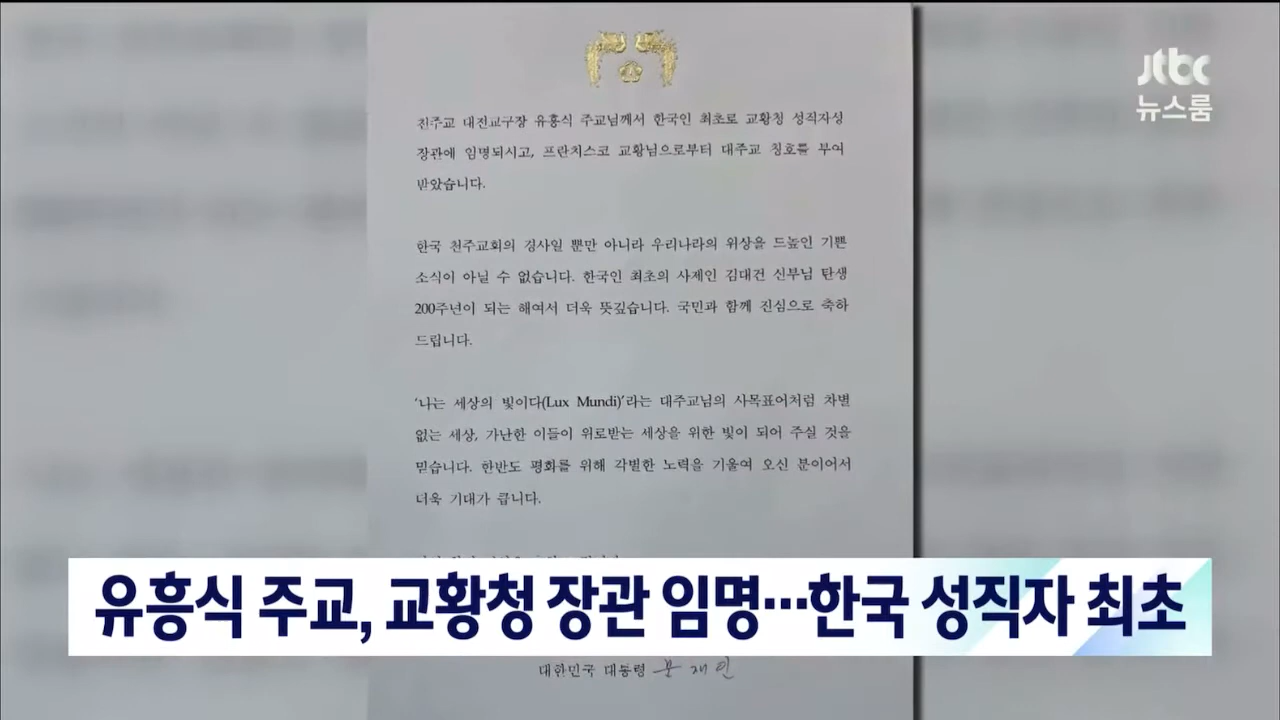 jtbc
뉴스룸
천주교 대전교구장 유흥식 주교님께서 한국인 최초로 교황청 성직자성
장관에 임명되시고, 프란치스코 교황님으로부터 대주교 칭호를 부여
받았습니다.
한국 천주교회의 경사일 뿐만 아니라 우리나라의 위상을 드높인 기쁜
소식이 아닐 수 없습니다. 한국인 최초의 사제인 김대건 신부님 탄생
200주년이 되는 해여서 더욱 뜻깊습니다. 국민과 함께 진심으로 축하
드립니다.
‘나는 세상의 빛이다(Lux Mundi)’라는 대주교님의 사목표어처럼 차별
없는 세상, 가난한 이들이 위로받는 세상을 위한 빛이 되어 주실 것을
믿습니다. 한반도 평화를 위해 각별한 노력을 기울여 오신 분이어서
더욱 기대가 큽니다.
유흥식 주교, 교황청 장관 임명…한국 성직자 최초
대한민국 대통령 문재인